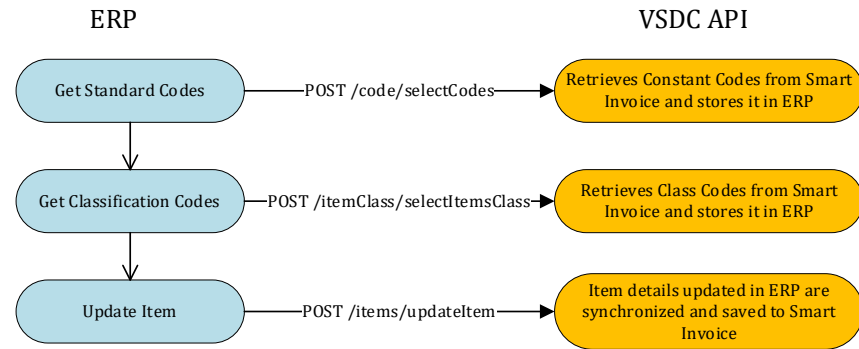 ERP
VSDC API
Get Standard Codes
POST /code/selectCodes
Retrieves Constant Codes from Smart
Invoice and stores it in ERP
Get Classification Codes
POST /itemClass/selectItemsClass
Retrieves Class Codes from Smart
Invoice and stores it in ERP
Update Item
POST /items/updateItem
Item details updated in ERP are
synchronized and saved to Smart
Invoice